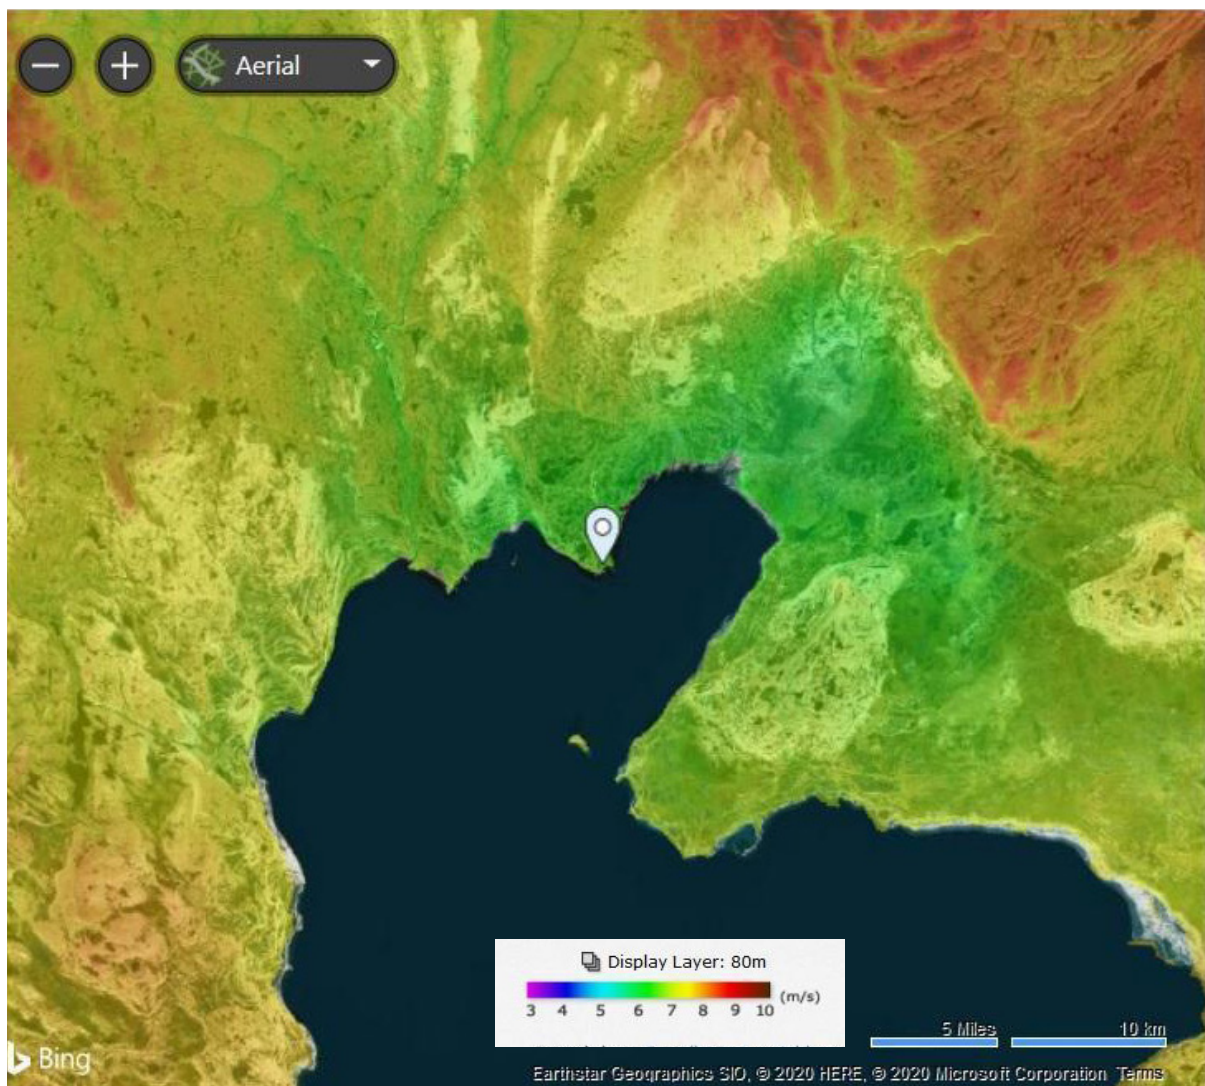 Aerial
Display Layer: 80m
3 4 5 6 7 8 9 10 (m/s)
5 Miles 10 km
Bing
Earthstar Geographics SIO, © 2020 HERE, © 2020 Microsoft Corporation Terms